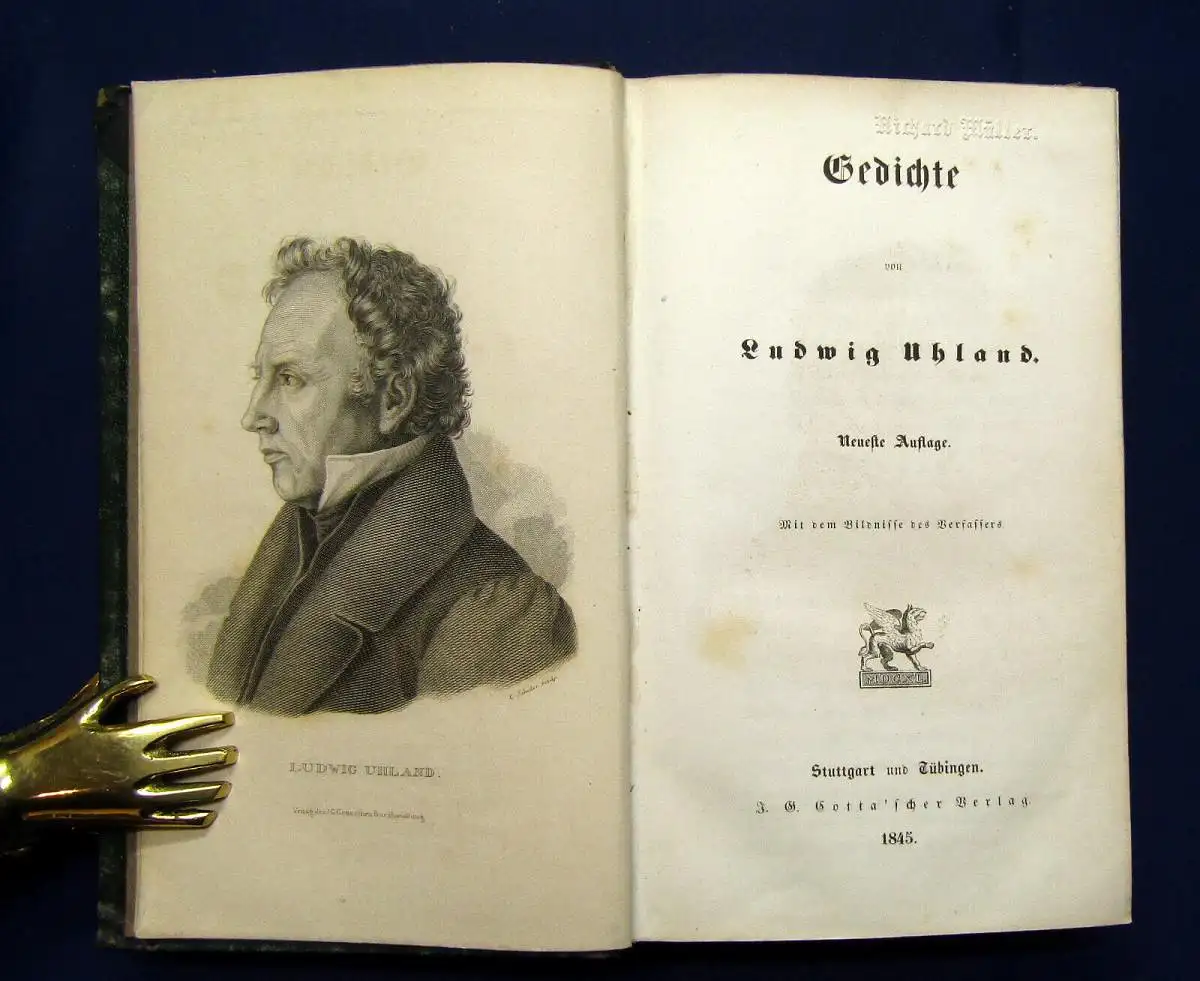 LUDWIG UHLAND.
Richard Müller.
Gedichte
von
Ludwig Uhland.
Neueste Auflage.
Mit dem Bildnisse des Verfassers
Stuttgart und Tübingen.
J. G. Cotta'scher Verlag
1845.